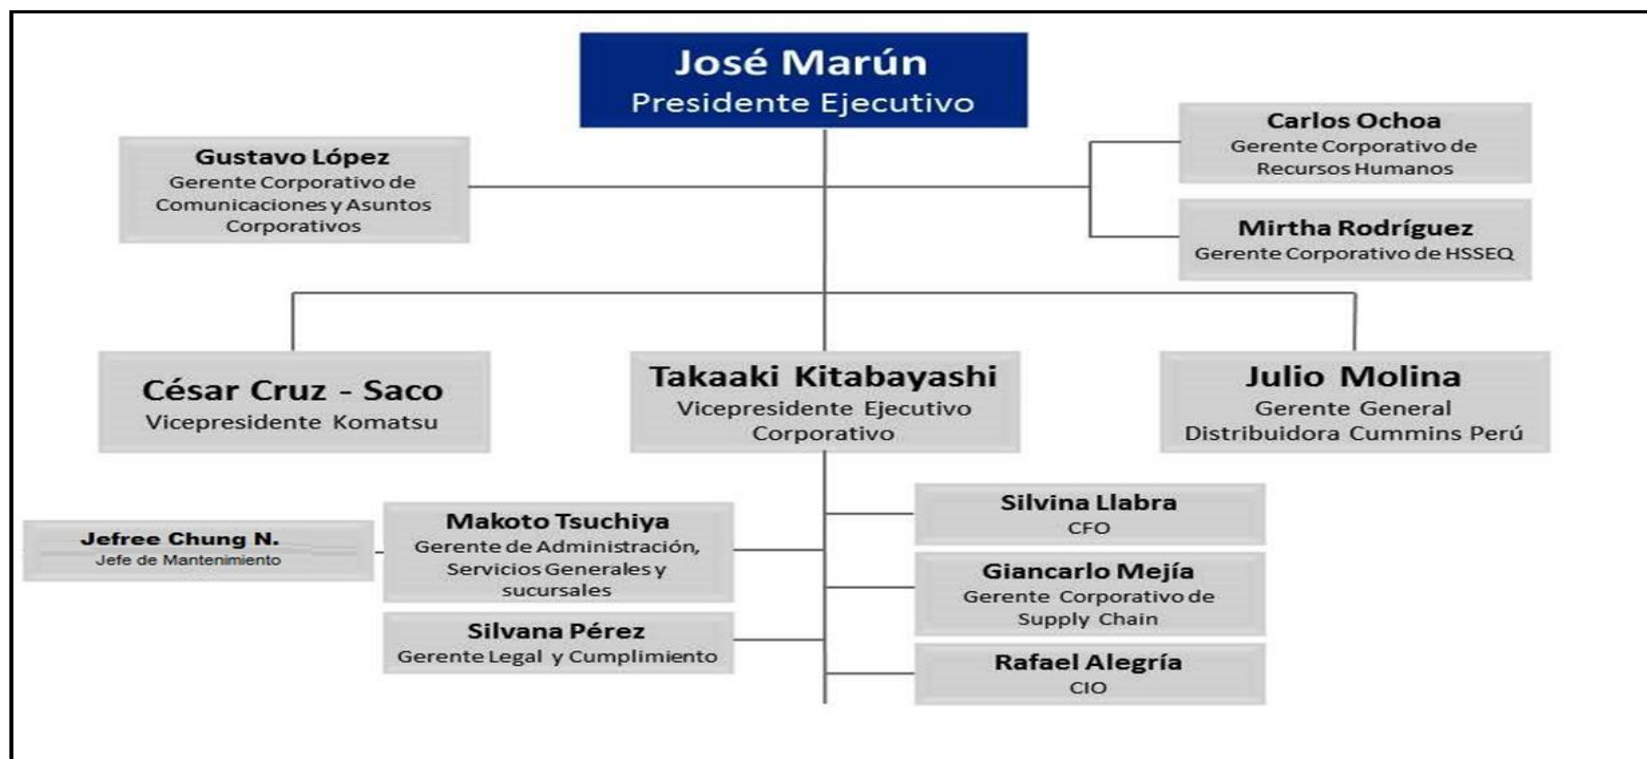 José Marún
Presidente Ejecutivo
Gustavo López
Gerente Corporativo de
Comunicaciones y Asuntos
Corporativos
Carlos Ochoa
Gerente Corporativo de
Recursos Humanos
Mirtha Rodríguez
Gerente Corporativo de HSSEQ
César Cruz - Saco
Vicepresidente Komatsu
Takaaki Kitabayashi
Vicepresidente Ejecutivo
Corporativo
Julio Molina
Gerente General
Distribuidora Cummins Perú
Jefree Chung N.
Jefe de Mantenimiento
Makoto Tsuchiya
Gerente de Administración,
Servicios Generales y
sucursales
Silvana Pérez
Gerente Legal y Cumplimiento
Silvina Llabra
CFO
Giancarlo Mejía
Gerente Corporativo de
Supply Chain
Rafael Alegría
CIO